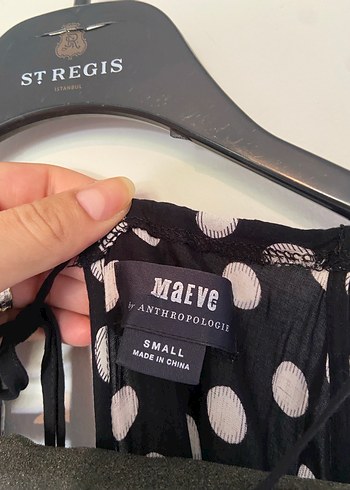 ST REGIS
ISTANBUL
MAEVE
by ANTHROPOLOGIE
SMALL
MADE IN CHINA